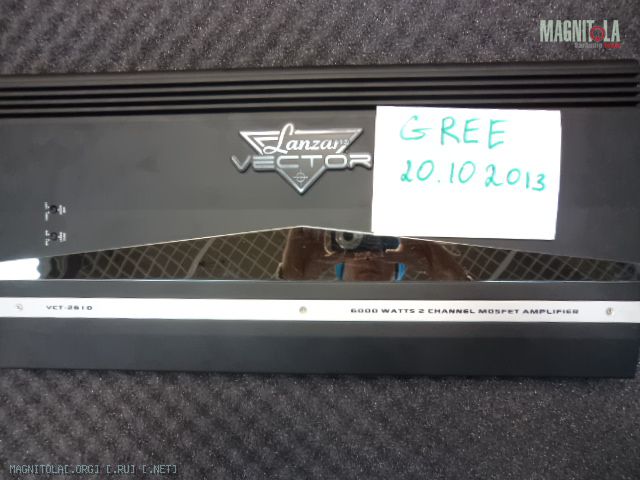 MAGNITOLA
GREE
20.10 2013
Lanzar
VECTOR
VCT-2610
6000 WATTS 2 CHANNEL MOSFET AMPLIFIER
MAGNITOLA[.ORG] [.RU] [.NET]